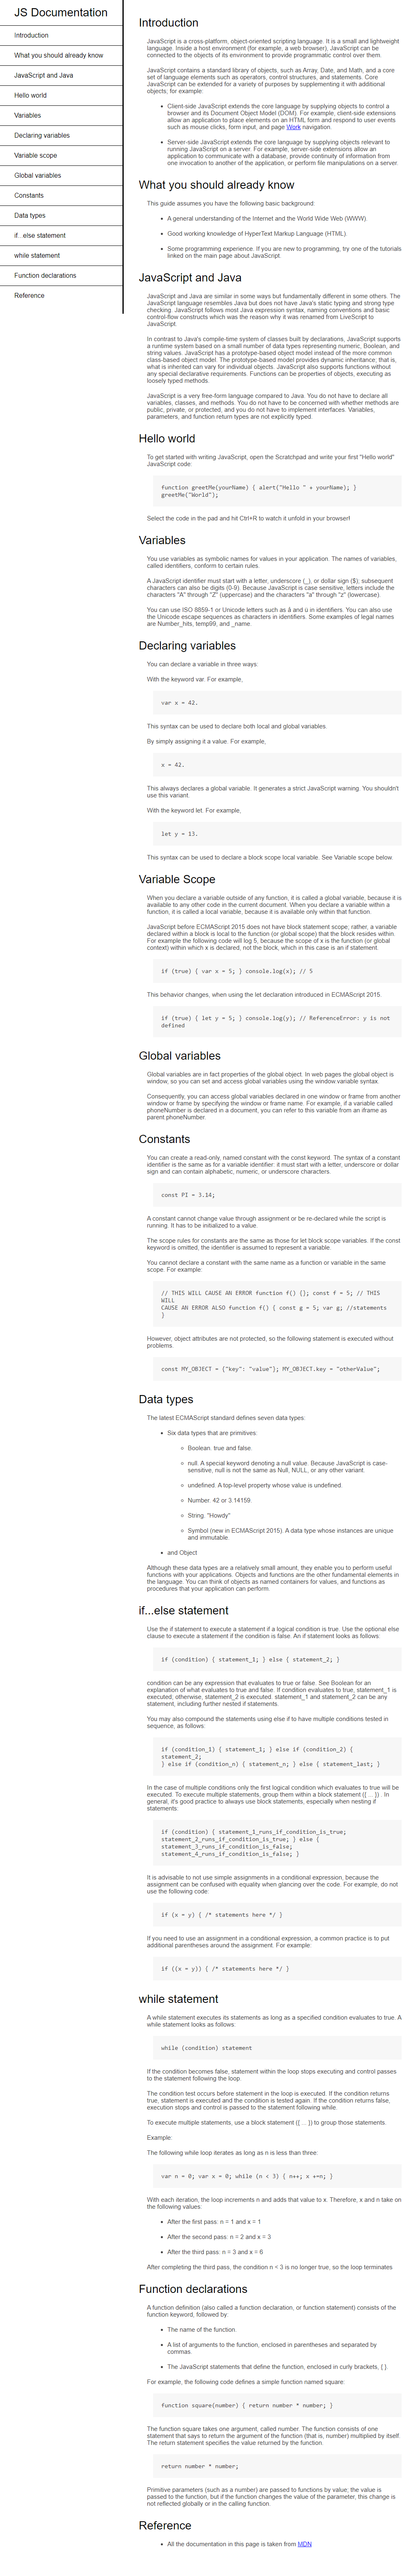 JS Documentation
Introduction
What you should already know
JavaScript and Java
Hello world
Variables
Declaring variables
Variable scope
Global variables
Constants
Data types
if...else statement
while statement
Function declarations
Reference
Introduction
JavaScript is a cross-platform, object-oriented scripting language. It is a small and lightweight
language. Inside a host environment (for example, a web browser), JavaScript can be
connected to the objects of its environment to provide programmatic control over them.
JavaScript contains a standard library of objects, such as Array, Date, and Math, and a core
set of language elements such as operators, control structures, and statements. Core
JavaScript can be extended for a variety of purposes by supplementing it with additional
objects; for example:
• Client-side JavaScript extends the core language by supplying objects to control a
browser and its Document Object Model (DOM). For example, client-side extensions
allow an application to place elements on an HTML form and respond to user events
such as mouse clicks, form input, and page Work navigation.
• Server-side JavaScript extends the core language by supplying objects relevant to
running JavaScript on a server. For example, server-side extensions allow an
application to communicate with a database, provide continuity of information from
one invocation to another of the application, or perform file manipulations on a server.
What you should already know
This guide assumes you have the following basic background:
• A general understanding of the Internet and the World Wide Web (WWW).
• Good working knowledge of HyperText Markup Language (HTML).
• Some programming experience. If you are new to programming, try one of the tutorials
linked on the main page about JavaScript.
JavaScript and Java
JavaScript and Java are similar in some ways but fundamentally different in some others. The
JavaScript language resembles Java but does not have Java's static typing and strong type
checking. JavaScript follows most Java expression syntax, naming conventions and basic
control-flow constructs which was the reason why it was renamed from LiveScript to
JavaScript.
In contrast to Java's compile-time system of classes built by declarations, JavaScript supports
a runtime system based on a small number of data types representing numeric, Boolean, and
string values. JavaScript has a prototype-based object model instead of the more common
class-based object model. The prototype-based model provides dynamic inheritance; that is,
what is inherited can vary for individual objects. JavaScript also supports functions without
any special declarative requirements. Functions can be properties of objects, executing as
loosely typed methods.
JavaScript is a very free-form language compared to Java. You do not have to declare all
variables, classes, and methods. You do not have to be concerned with whether methods are
public, private, or protected, and you do not have to implement interfaces. Variables,
parameters, and function return types are not explicitly typed.
Hello world
To get started with writing JavaScript, open the Scratchpad and write your first "Hello world"
JavaScript code:
function greetMe(yourName) { alert("Hello " + yourName); }
greetMe("World");
Select the code in the pad and hit Ctrl+R to watch it unfold in your browser!
Variables
You use variables as symbolic names for values in your application. The names of variables,
called identifiers, conform to certain rules.
A JavaScript identifier must start with a letter, underscore (_), or dollar sign ($); subsequent
characters can also be digits (0-9). Because JavaScript is case sensitive, letters include the
characters "A" through "Z" (uppercase) and the characters "a" through "z" (lowercase).
You can use ISO 8859-1 or Unicode letters such as å and ü in identifiers. You can also use
the Unicode escape sequences as characters in identifiers. Some examples of legal names
are Number_hits, temp99, and _name.
Declaring variables
You can declare a variable in three ways:
With the keyword var. For example,
var x = 42.
This syntax can be used to declare both local and global variables.
By simply assigning it a value. For example,
x = 42.
This always declares a global variable. It generates a strict JavaScript warning. You shouldn't
use this variant.
With the keyword let. For example,
let y = 13.
This syntax can be used to declare a block scope local variable. See Variable scope below.
Variable Scope
When you declare a variable outside of any function, it is called a global variable, because it is
available to any other code in the current document. When you declare a variable within a
function, it is called a local variable, because it is available only within that function.
JavaScript before ECMAScript 2015 does not have block statement scope; rather, a variable
declared within a block is local to the function (or global scope) that the block resides within.
For example the following code will log 5, because the scope of x is the function (or global
context) within which x is declared, not the block, which in this case is an if statement.
if (true) { var x = 5; } console.log(x); // 5
This behavior changes, when using the let declaration introduced in ECMAScript 2015.
if (true) { let y = 5; } console.log(y); // ReferenceError: y is not
defined
Global variables
Global variables are in fact properties of the global object. In web pages the global object is
window, so you can set and access global variables using the window.variable syntax.
Consequently, you can access global variables declared in one window or frame from another
window or frame by specifying the window or frame name. For example, if a variable called
phoneNumber is declared in a document, you can refer to this variable from an iframe as
parent.phoneNumber.
Constants
You can create a read-only, named constant with the const keyword. The syntax of a constant
identifier is the same as for a variable identifier: it must start with a letter, underscore or dollar
sign and can contain alphabetic, numeric, or underscore characters.
const PI = 3.14;
A constant cannot change value through assignment or be re-declared while the script is
running. It has to be initialized to a value.
The scope rules for constants are the same as those for let block scope variables. If the const
keyword is omitted, the identifier is assumed to represent a variable.
You cannot declare a constant with the same name as a function or variable in the same
scope. For example:
// THIS WILL CAUSE AN ERROR function f() {}; const f = 5; // THIS
WILL
CAUSE AN ERROR ALSO function f() { const g = 5; var g; //statements
}
However, object attributes are not protected, so the following statement is executed without
problems.
const MY_OBJECT = {"key": "value"}; MY_OBJECT.key = "otherValue";
Data types
The latest ECMAScript standard defines seven data types:
• Six data types that are primitives:
◦ Boolean. true and false.
◦ null. A special keyword denoting a null value. Because JavaScript is case-
sensitive, null is not the same as Null, NULL, or any other variant.
◦ undefined. A top-level property whose value is undefined.
◦ Number. 42 or 3.14159.
◦ String. "Howdy"
◦ Symbol (new in ECMAScript 2015). A data type whose instances are unique
and immutable.
• and Object
Although these data types are a relatively small amount, they enable you to perform useful
functions with your applications. Objects and functions are the other fundamental elements in
the language. You can think of objects as named containers for values, and functions as
procedures that your application can perform.
if...else statement
Use the if statement to execute a statement if a logical condition is true. Use the optional else
clause to execute a statement if the condition is false. An if statement looks as follows:
if (condition) { statement_1; } else { statement_2; }
condition can be any expression that evaluates to true or false. See Boolean for an
explanation of what evaluates to true and false. If condition evaluates to true, statement_1 is
executed; otherwise, statement_2 is executed. statement_1 and statement_2 can be any
statement, including further nested if statements.
You may also compound the statements using else if to have multiple conditions tested in
sequence, as follows:
if (condition_1) { statement_1; } else if (condition_2) {
statement_2;
} else if (condition_n) { statement_n; } else { statement_last; }
In the case of multiple conditions only the first logical condition which evaluates to true will be
executed. To execute multiple statements, group them within a block statement ({ ... }) . In
general, it's good practice to always use block statements, especially when nesting if
statements:
if (condition) { statement_1_runs_if_condition_is_true;
statement_2_runs_if_condition_is_true; } else {
statement_3_runs_if_condition_is_false;
statement_4_runs_if_condition_is_false; }
It is advisable to not use simple assignments in a conditional expression, because the
assignment can be confused with equality when glancing over the code. For example, do not
use the following code:
if (x = y) { /* statements here */ }
If you need to use an assignment in a conditional expression, a common practice is to put
additional parentheses around the assignment. For example:
if ((x = y)) { /* statements here */ }
while statement
A while statement executes its statements as long as a specified condition evaluates to true. A
while statement looks as follows:
while (condition) statement
If the condition becomes false, statement within the loop stops executing and control passes
to the statement following the loop.
The condition test occurs before statement in the loop is executed. If the condition returns
true, statement is executed and the condition is tested again. If the condition returns false,
execution stops and control is passed to the statement following while.
To execute multiple statements, use a block statement ({ ... }) to group those statements.
Example:
The following while loop iterates as long as n is less than three:
var n = 0; var x = 0; while (n < 3) { n++; x +=n; }
With each iteration, the loop increments n and adds that value to x. Therefore, x and n take on
the following values:
• After the first pass: n = 1 and x = 1
• After the second pass: n = 2 and x = 3
• After the third pass: n = 3 and x = 6
After completing the third pass, the condition n < 3 is no longer true, so the loop terminates.
Function declarations
A function definition (also called a function declaration, or function statement) consists of the
function keyword, followed by:
• The name of the function.
• A list of arguments to the function, enclosed in parentheses and separated by
commas.
• The JavaScript statements that define the function, enclosed in curly brackets, { }.
For example, the following code defines a simple function named square:
function square(number) { return number * number; }
The function square takes one argument, called number. The function consists of one
statement that says to return the argument of the function (that is, number) multiplied by itself.
The return statement specifies the value returned by the function.
return number * number;
Primitive parameters (such as a number) are passed to functions by value; the value is
passed to the function, but if the function changes the value of the parameter, this change is
not reflected globally or in the calling function.
Reference
• All the documentation in this page is taken from MDN